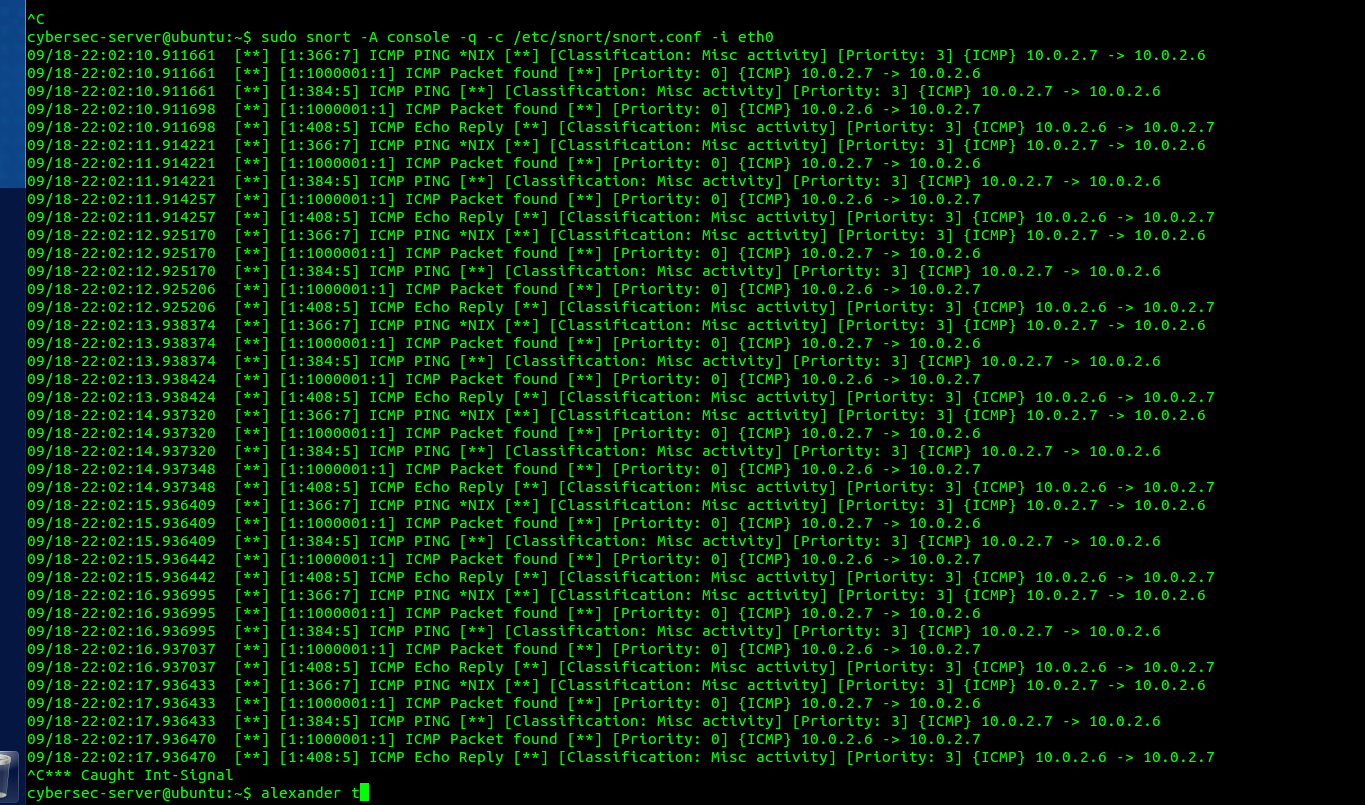 ^C
cybersec-server@ubuntu:~$ sudo snort -A console -q -c /etc/snort/snort.conf -i eth0
09/18-22:02:10.911661  [**] [1:366:7] ICMP PING *NIX [**] [Classification: Misc activity] [Priority: 3] {ICMP} 10.0.2.7 -> 10.0.2.6
09/18-22:02:10.911661  [**] [1:1000001:1] ICMP Packet found [**] [Priority: 0] {ICMP} 10.0.2.7 -> 10.0.2.6
09/18-22:02:10.911661  [**] [1:384:5] ICMP PING [**] [Classification: Misc activity] [Priority: 3] {ICMP} 10.0.2.7 -> 10.0.2.6
09/18-22:02:10.911698  [**] [1:1000001:1] ICMP Packet found [**] [Priority: 0] {ICMP} 10.0.2.6 -> 10.0.2.7
09/18-22:02:10.911698  [**] [1:408:5] ICMP Echo Reply [**] [Classification: Misc activity] [Priority: 3] {ICMP} 10.0.2.6 -> 10.0.2.7
09/18-22:02:11.914221  [**] [1:366:7] ICMP PING *NIX [**] [Classification: Misc activity] [Priority: 3] {ICMP} 10.0.2.7 -> 10.0.2.6
09/18-22:02:11.914221  [**] [1:1000001:1] ICMP Packet found [**] [Priority: 0] {ICMP} 10.0.2.7 -> 10.0.2.6
09/18-22:02:11.914221  [**] [1:384:5] ICMP PING [**] [Classification: Misc activity] [Priority: 3] {ICMP} 10.0.2.7 -> 10.0.2.6
09/18-22:02:11.914257  [**] [1:1000001:1] ICMP Packet found [**] [Priority: 0] {ICMP} 10.0.2.6 -> 10.0.2.7
09/18-22:02:11.914257  [**] [1:408:5] ICMP Echo Reply [**] [Classification: Misc activity] [Priority: 3] {ICMP} 10.0.2.6 -> 10.0.2.7
09/18-22:02:12.925170  [**] [1:366:7] ICMP PING *NIX [**] [Classification: Misc activity] [Priority: 3] {ICMP} 10.0.2.7 -> 10.0.2.6
09/18-22:02:12.925170  [**] [1:1000001:1] ICMP Packet found [**] [Priority: 0] {ICMP} 10.0.2.7 -> 10.0.2.6
09/18-22:02:12.925170  [**] [1:384:5] ICMP PING [**] [Classification: Misc activity] [Priority: 3] {ICMP} 10.0.2.7 -> 10.0.2.6
09/18-22:02:12.925206  [**] [1:1000001:1] ICMP Packet found [**] [Priority: 0] {ICMP} 10.0.2.6 -> 10.0.2.7
09/18-22:02:12.925206  [**] [1:408:5] ICMP Echo Reply [**] [Classification: Misc activity] [Priority: 3] {ICMP} 10.0.2.6 -> 10.0.2.7
09/18-22:02:13.938374  [**] [1:366:7] ICMP PING *NIX [**] [Classification: Misc activity] [Priority: 3] {ICMP} 10.0.2.7 -> 10.0.2.6
09/18-22:02:13.938374  [**] [1:1000001:1] ICMP Packet found [**] [Priority: 0] {ICMP} 10.0.2.7 -> 10.0.2.6
09/18-22:02:13.938374  [**] [1:384:5] ICMP PING [**] [Classification: Misc activity] [Priority: 3] {ICMP} 10.0.2.7 -> 10.0.2.6
09/18-22:02:13.938424  [**] [1:1000001:1] ICMP Packet found [**] [Priority: 0] {ICMP} 10.0.2.6 -> 10.0.2.7
09/18-22:02:13.938424  [**] [1:408:5] ICMP Echo Reply [**] [Classification: Misc activity] [Priority: 3] {ICMP} 10.0.2.6 -> 10.0.2.7
09/18-22:02:14.937320  [**] [1:366:7] ICMP PING *NIX [**] [Classification: Misc activity] [Priority: 3] {ICMP} 10.0.2.7 -> 10.0.2.6
09/18-22:02:14.937320  [**] [1:1000001:1] ICMP Packet found [**] [Priority: 0] {ICMP} 10.0.2.7 -> 10.0.2.6
09/18-22:02:14.937320  [**] [1:384:5] ICMP PING [**] [Classification: Misc activity] [Priority: 3] {ICMP} 10.0.2.7 -> 10.0.2.6
09/18-22:02:14.937348  [**] [1:1000001:1] ICMP Packet found [**] [Priority: 0] {ICMP} 10.0.2.6 -> 10.0.2.7
09/18-22:02:14.937348  [**] [1:408:5] ICMP Echo Reply [**] [Classification: Misc activity] [Priority: 3] {ICMP} 10.0.2.6 -> 10.0.2.7
09/18-22:02:15.936409  [**] [1:366:7] ICMP PING *NIX [**] [Classification: Misc activity] [Priority: 3] {ICMP} 10.0.2.7 -> 10.0.2.6
09/18-22:02:15.936409  [**] [1:1000001:1] ICMP Packet found [**] [Priority: 0] {ICMP} 10.0.2.7 -> 10.0.2.6
09/18-22:02:15.936409  [**] [1:384:5] ICMP PING [**] [Classification: Misc activity] [Priority: 3] {ICMP} 10.0.2.7 -> 10.0.2.6
09/18-22:02:15.936442  [**] [1:1000001:1] ICMP Packet found [**] [Priority: 0] {ICMP} 10.0.2.6 -> 10.0.2.7
09/18-22:02:15.936442  [**] [1:408:5] ICMP Echo Reply [**] [Classification: Misc activity] [Priority: 3] {ICMP} 10.0.2.6 -> 10.0.2.7
09/18-22:02:16.936995  [**] [1:366:7] ICMP PING *NIX [**] [Classification: Misc activity] [Priority: 3] {ICMP} 10.0.2.7 -> 10.0.2.6
09/18-22:02:16.936995  [**] [1:1000001:1] ICMP Packet found [**] [Priority: 0] {ICMP} 10.0.2.7 -> 10.0.2.6
09/18-22:02:16.936995  [**] [1:384:5] ICMP PING [**] [Classification: Misc activity] [Priority: 3] {ICMP} 10.0.2.7 -> 10.0.2.6
09/18-22:02:16.937037  [**] [1:1000001:1] ICMP Packet found [**] [Priority: 0] {ICMP} 10.0.2.6 -> 10.0.2.7
09/18-22:02:16.937037  [**] [1:408:5] ICMP Echo Reply [**] [Classification: Misc activity] [Priority: 3] {ICMP} 10.0.2.6 -> 10.0.2.7
09/18-22:02:17.936433  [**] [1:366:7] ICMP PING *NIX [**] [Classification: Misc activity] [Priority: 3] {ICMP} 10.0.2.7 -> 10.0.2.6
09/18-22:02:17.936433  [**] [1:1000001:1] ICMP Packet found [**] [Priority: 0] {ICMP} 10.0.2.7 -> 10.0.2.6
09/18-22:02:17.936433  [**] [1:384:5] ICMP PING [**] [Classification: Misc activity] [Priority: 3] {ICMP} 10.0.2.7 -> 10.0.2.6
09/18-22:02:17.936470  [**] [1:1000001:1] ICMP Packet found [**] [Priority: 0] {ICMP} 10.0.2.6 -> 10.0.2.7
09/18-22:02:17.936470  [**] [1:408:5] ICMP Echo Reply [**] [Classification: Misc activity] [Priority: 3] {ICMP} 10.0.2.6 -> 10.0.2.7
^C*** Caught Int-Signal
cybersec-server@ubuntu:~$ alexander t